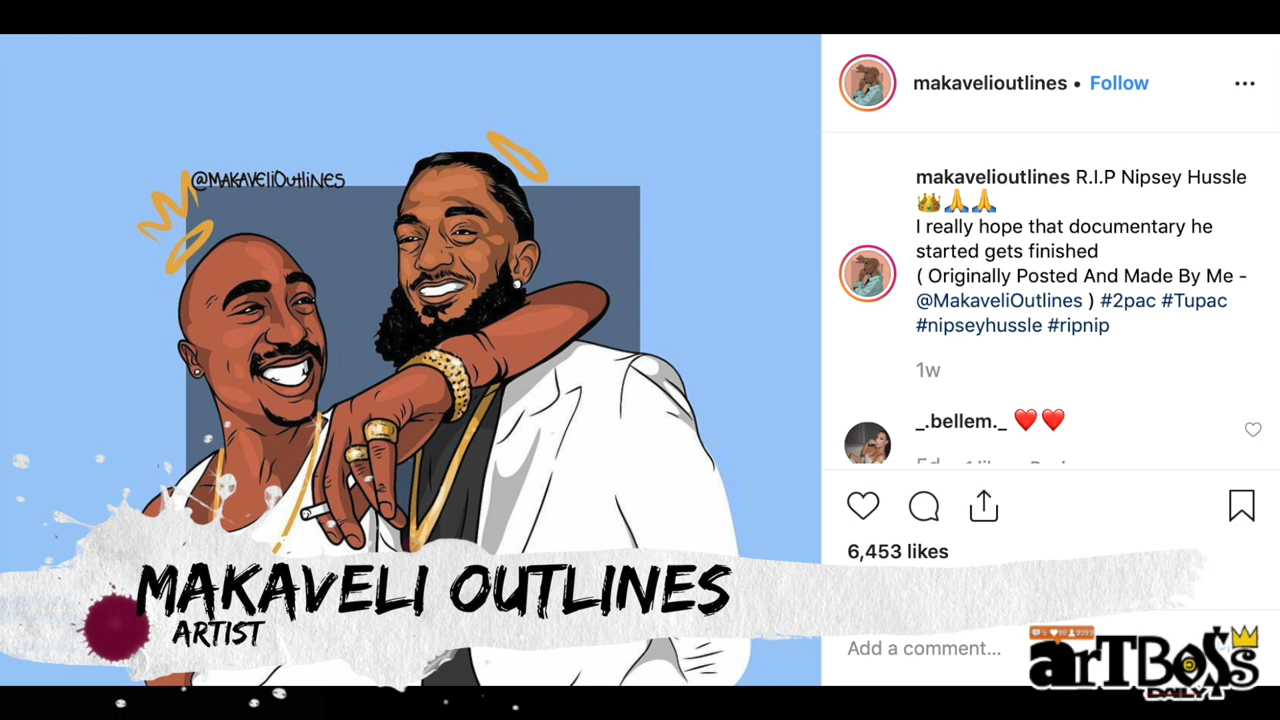 makavelioutlines • Follow
@MAKAVELIOUtLINES
makavelioutlines R.I.P Nipsey Hussle
I really hope that documentary he
started gets finished
( Originally Posted And Made By Me -
@MakaveliOutlines ) #2pac #Tupac
#nipseyhussle #ripnip
1w
_.bellem._ ❤️❤️
6,453 likes
MAKAVELI OUTLINES
ARTIST
Add a comment...
arTBo$s
DAILY